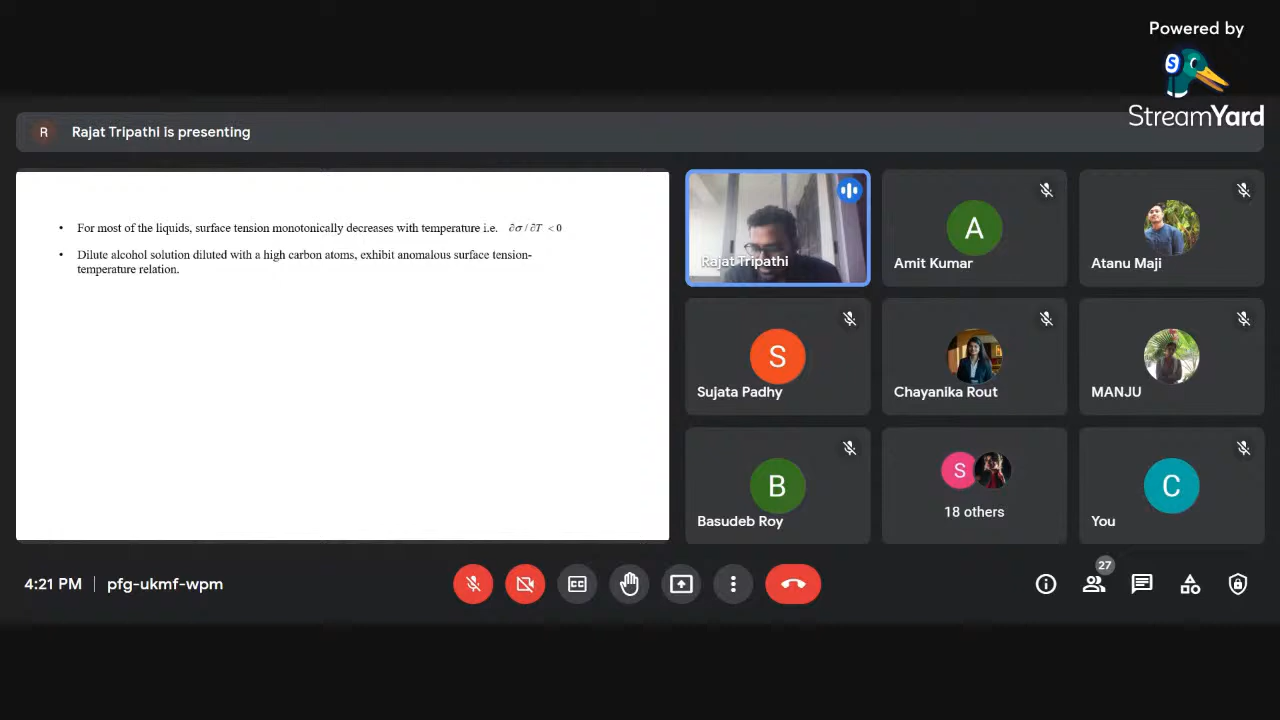 Powered by
StreamYard
R
Rajat Tripathi is presenting
• For most of the liquids, surface tension monotonically decreases with temperature i.e. ∂σ/∂T < 0
• Dilute alcohol solution diluted with a high carbon atoms, exhibit anomalous surface tension-
temperature relation.
Rajat Tripathi
A
Amit Kumar
Atanu Maji
S
Sujata Padhy
Chayanika Rout
MANJU
B
Basudeb Roy
S
18 others
C
You
4:21 PM | pfg-ukmf-wpm
CC
27